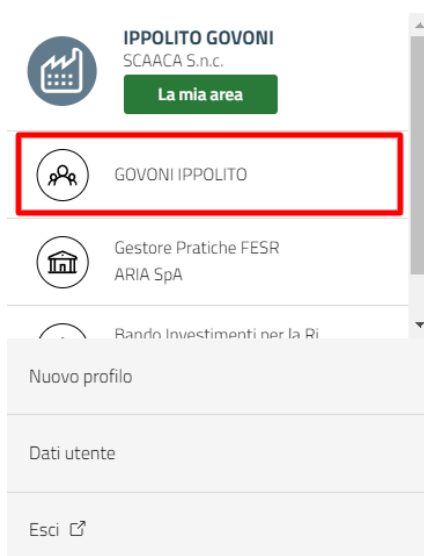 IPPOLITO GOVONI
SCAACA S.n.c.
La mia area
GOVONI IPPOLITO
Gestore Pratiche FESR
ARIA SpA
Bando Investimenti per la Ri
Nuovo profilo
Dati utente
Esci